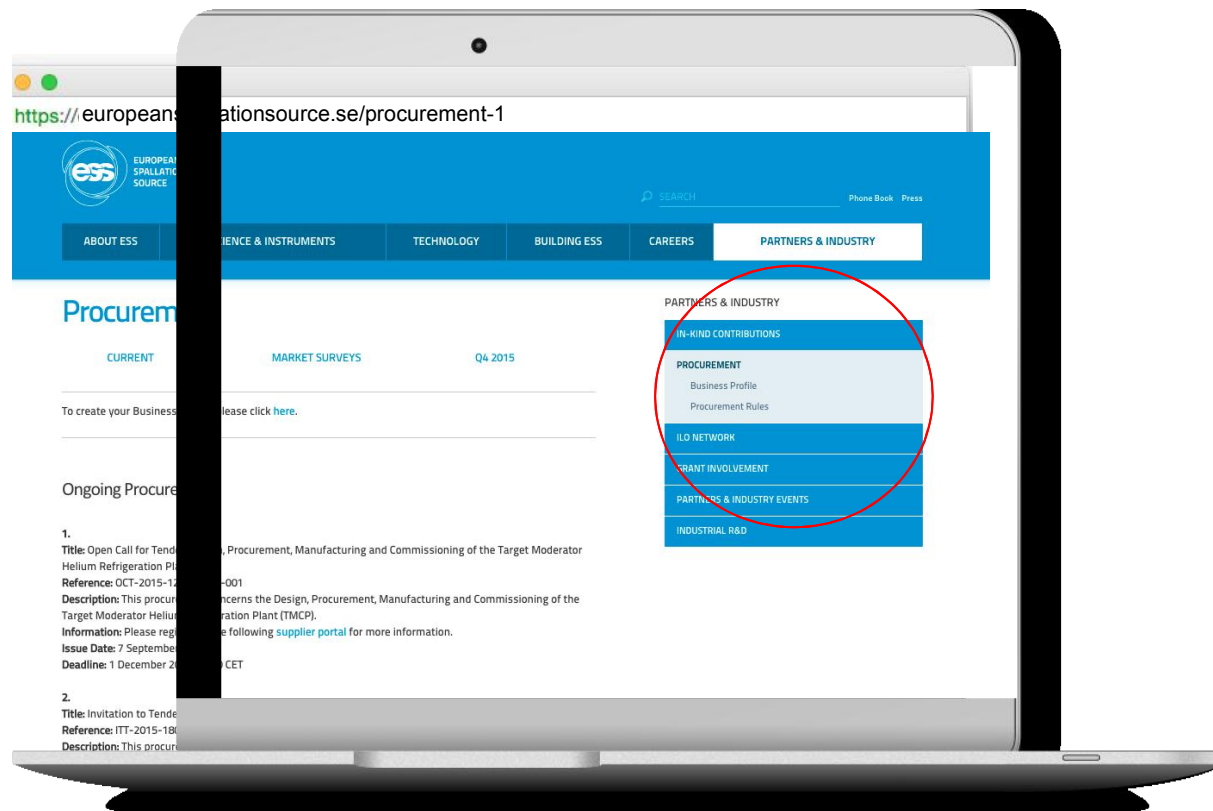 https:// europeans ationsource.se/procurement-1
ess
EUROPEAN
SPALLATIO
SOURCE
SEARCH
Phone Book Press
ABOUT ESS
IENCE & INSTRUMENTS
TECHNOLOGY
BUILDING ESS
CAREERS
PARTNERS & INDUSTRY
Procurem
CURRENT
MARKET SURVEYS
Q4 2015
To create your Business lease click here.
Ongoing Procure
1.
Title: Open Call for Tende , Procurement, Manufacturing and Commissioning of the Target Moderator
Helium Refrigeration Pl
Reference: OCT-2015-12 -001
Description: This procur ncerns the Design, Procurement, Manufacturing and Commissioning of the
Target Moderator Heliu ration Plant (TMCP).
Information: Please regi e following supplier portal for more information.
Issue Date: 7 September
Deadline: 1 December 20 CET
2.
Title: Invitation to Tende
Reference: ITT-2015-180
Description: This procur
PARTNERS & INDUSTRY
IN-KIND CONTRIBUTIONS
PROCUREMENT
Business Profile
Procurement Rules
ILO NETWORK
GRANT INVOLVEMENT
PARTNERS & INDUSTRY EVENTS
INDUSTRIAL R&D